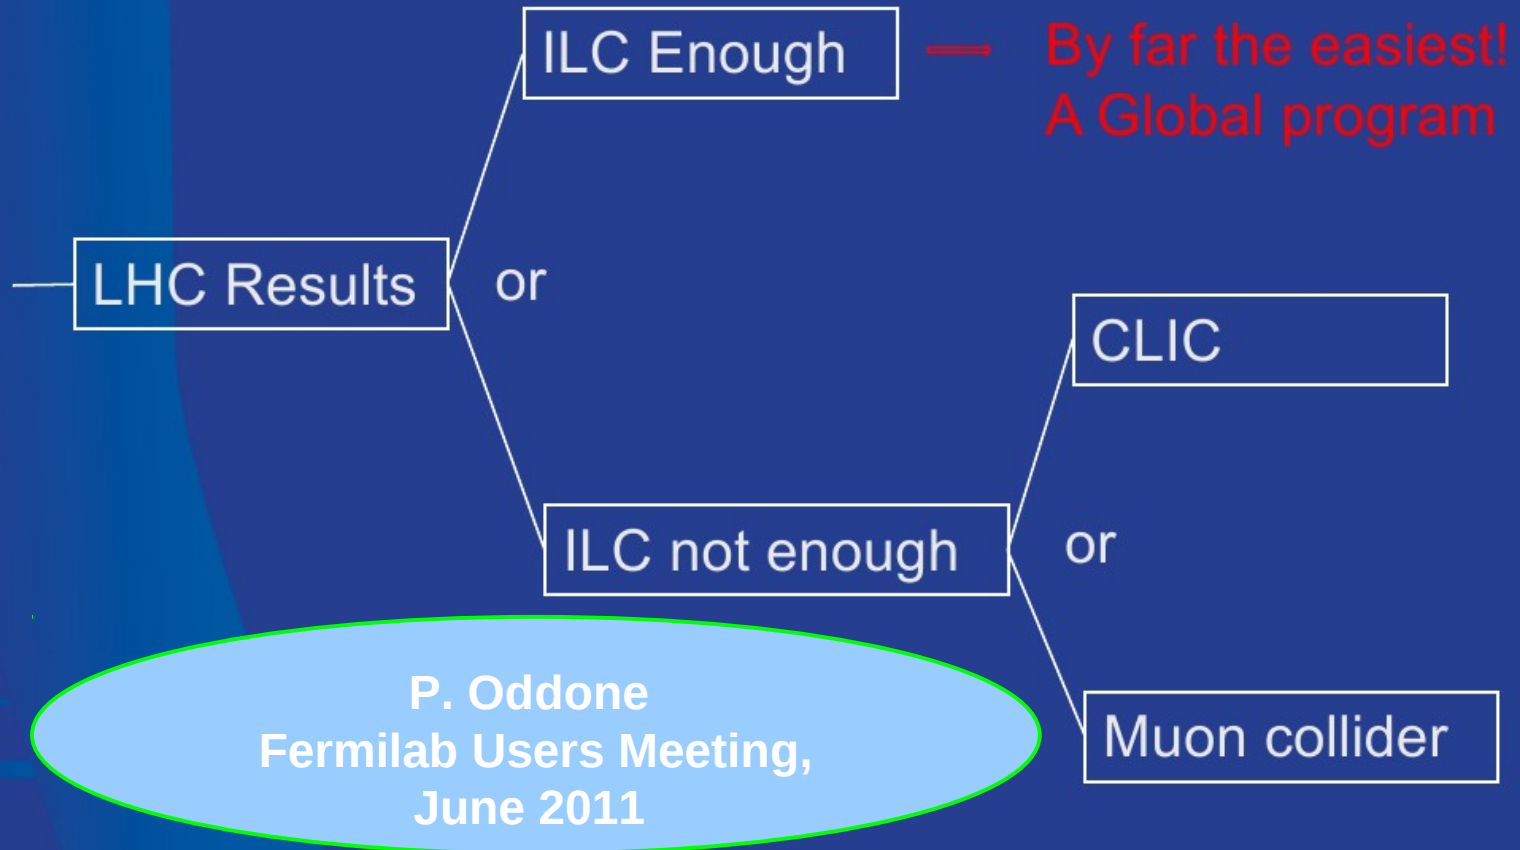 ILC Enough
By far the easiest!
A Global program
LHC Results
or
CLIC
ILC not enough
or
Muon collider
P. Oddone
Fermilab Users Meeting,
June 2011